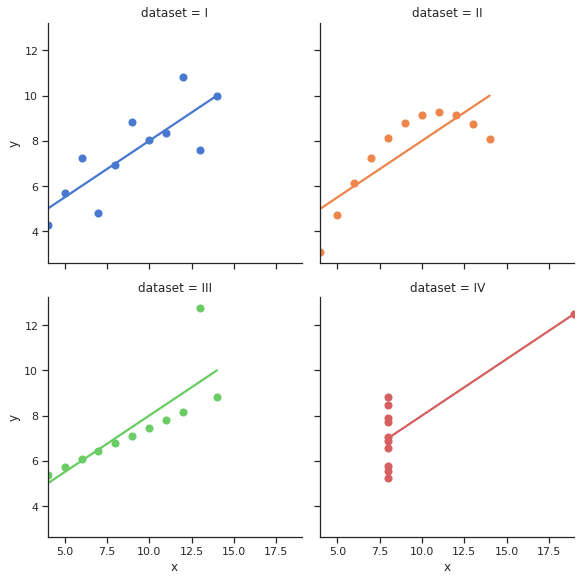 dataset = I
dataset = II
12
10
8
6
4
y
dataset = III
dataset = IV
12
10
8
6
4
y
5.0 7.5 10.0 12.5 15.0 17.5
5.0 7.5 10.0 12.5 15.0 17.5
x
x